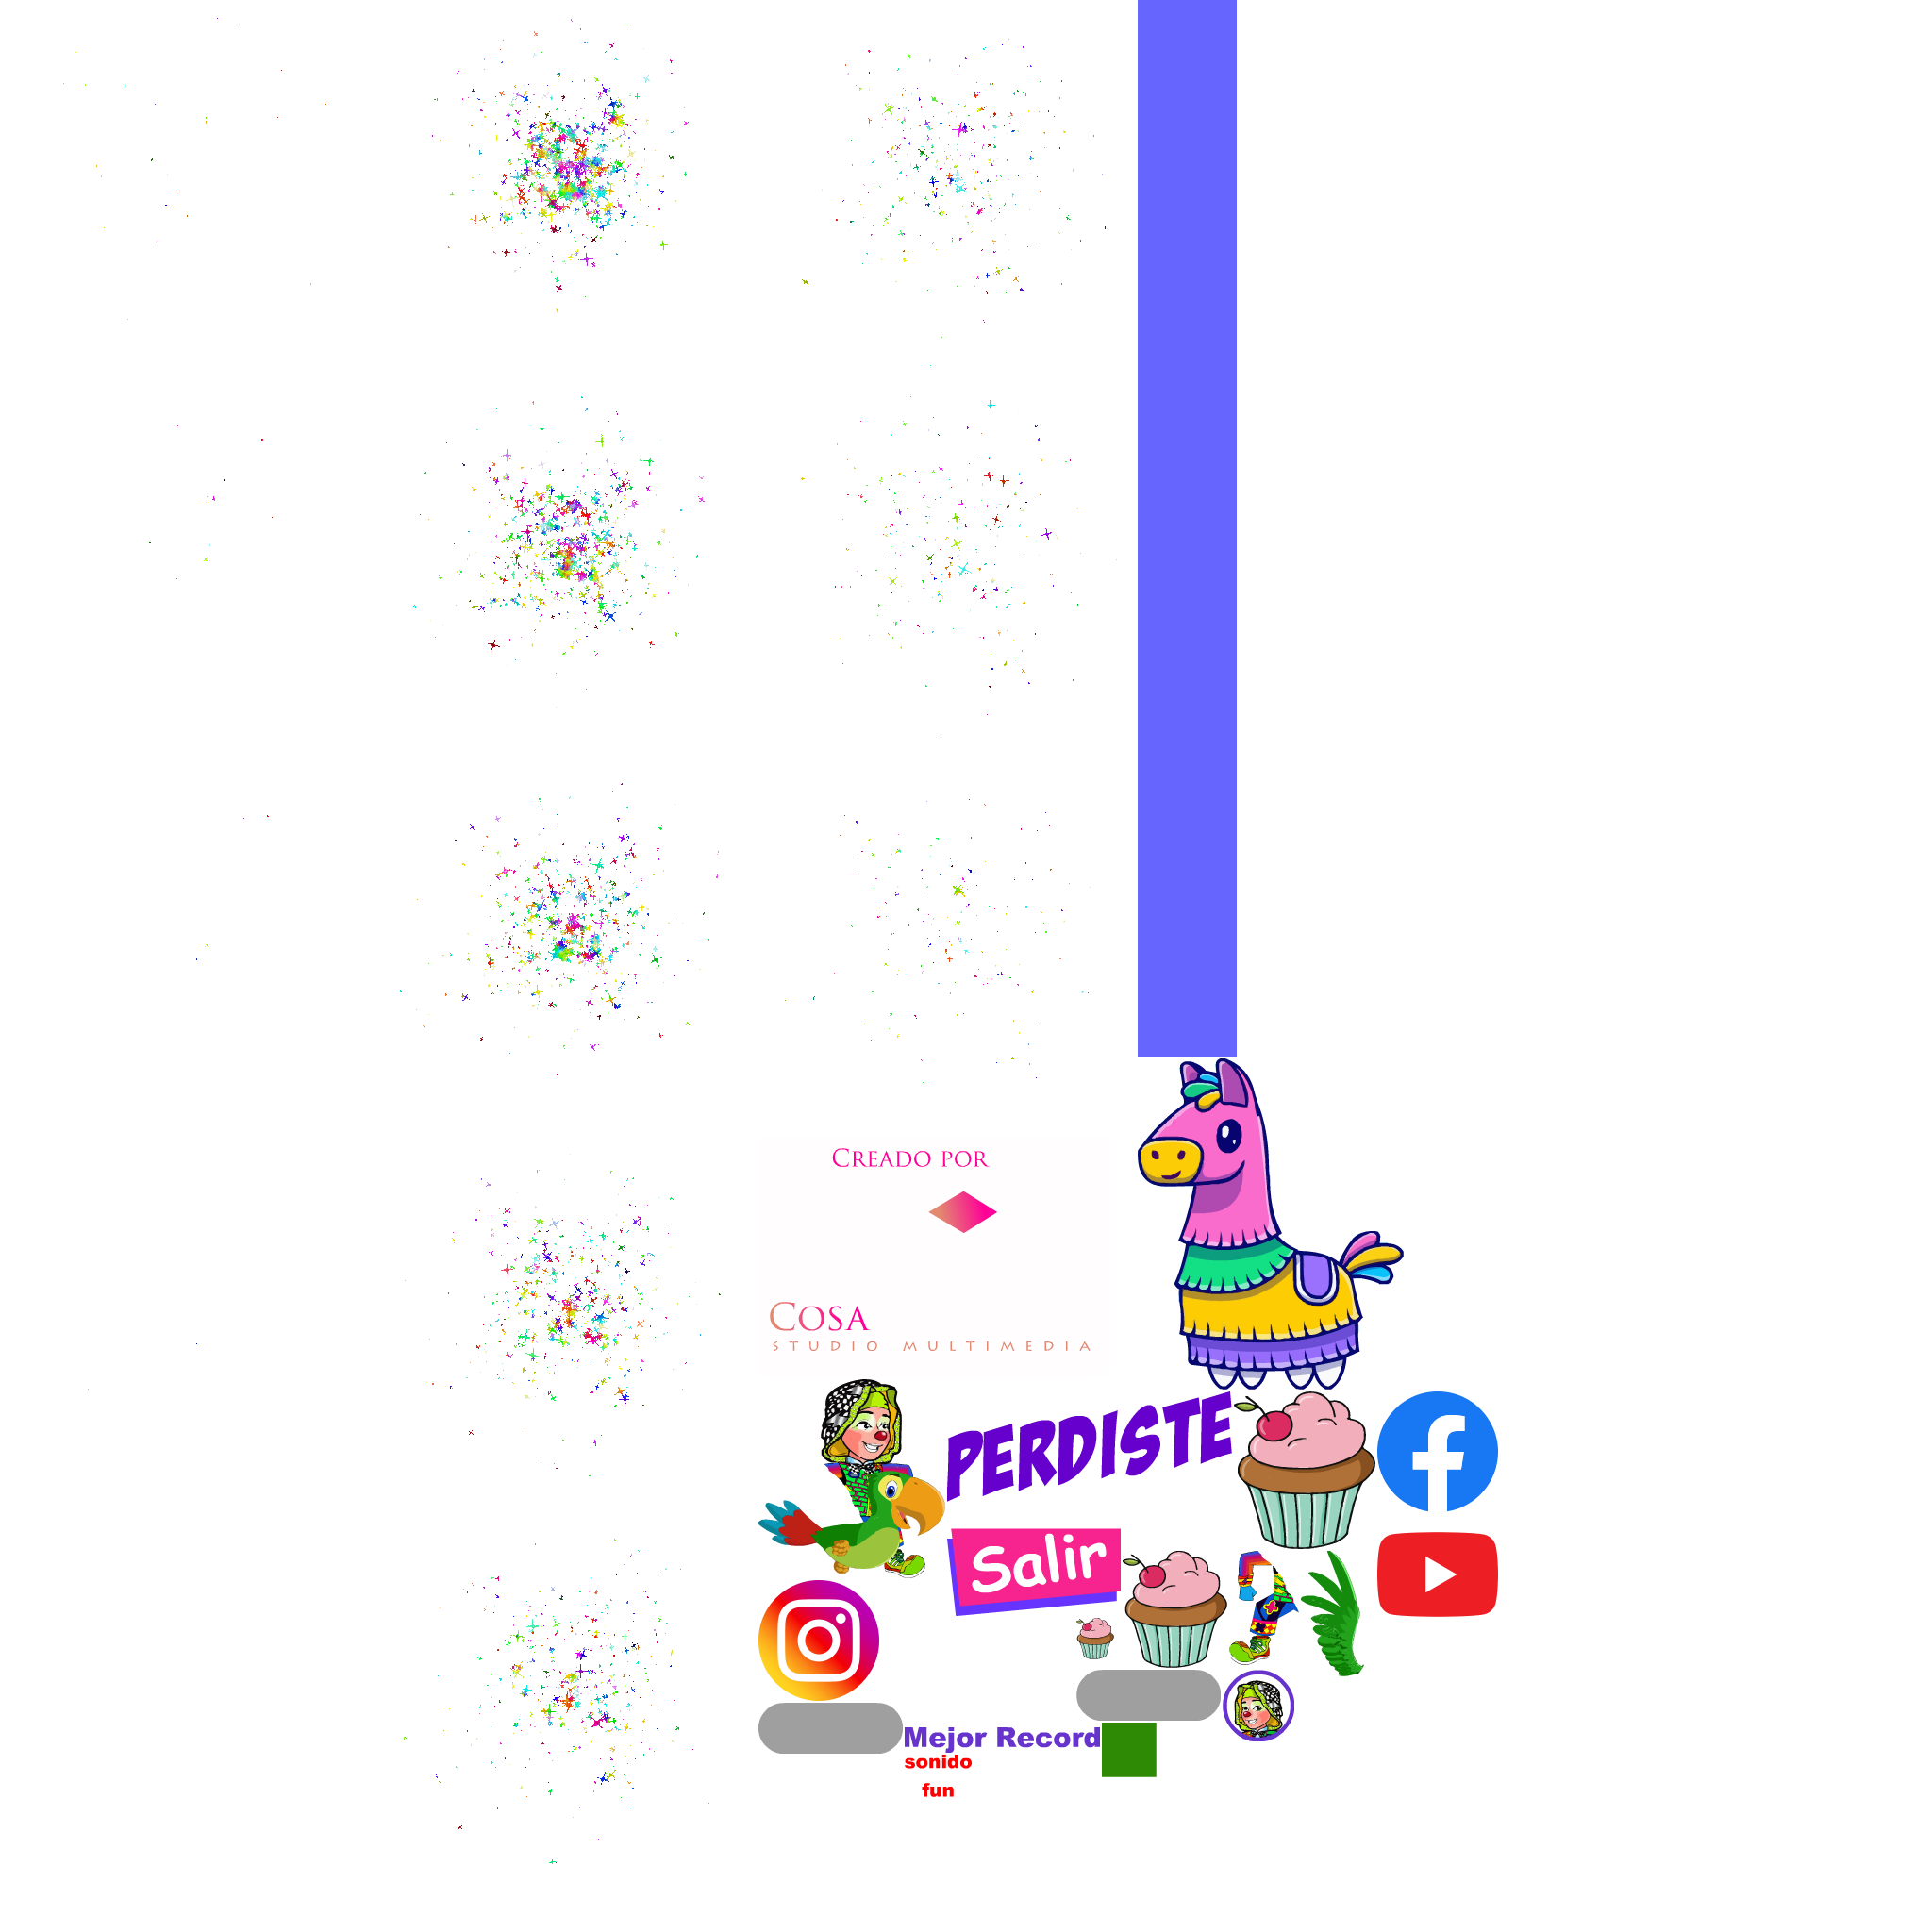 CREADO POR
COSA
STUDIO MULTIMEDIA
PERDISTE
Salir
Mejor Record
sonido
fun